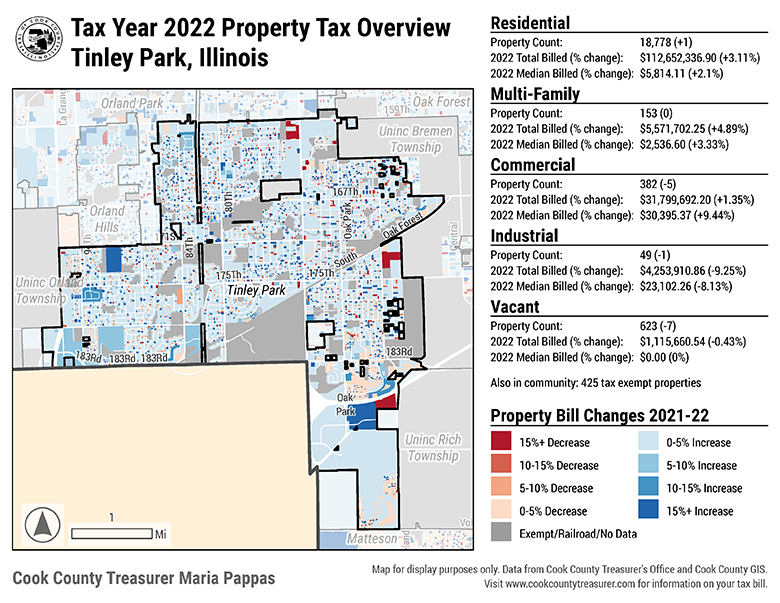 Tax Year 2022 Property Tax Overview
Tinley Park, Illinois
Residential
Property Count: 18,778 (+1)
2022 Total Billed (% change): $112,652,336.90 (+3.11%)
2022 Median Billed (% change): $5,814.11 (+2.1%)
Multi-Family
Property Count: 153 (0)
2022 Total Billed (% change): $5,571,702.25 (+4.89%)
2022 Median Billed (% change): $2,536.60 (+3.33%)
Commercial
Property Count: 382 (-5)
2022 Total Billed (% change): $31,799,692.20 (+1.35%)
2022 Median Billed (% change): $30,395.37 (+9.44%)
Industrial
Property Count: 49 (-1)
2022 Total Billed (% change): $4,253,910.86 (-9.25%)
2022 Median Billed (% change): $23,102.26 (-8.13%)
Vacant
Property Count: 623 (-7)
2022 Total Billed (% change): $1,115,660.54 (-0.43%)
2022 Median Billed (% change): $0.00 (0%)
Also in community: 425 tax exempt properties
Property Bill Changes 2021-22
15%+ Decrease
10-15% Decrease
5-10% Decrease
0-5% Decrease
Exempt/Railroad/No Data
0-5% Increase
5-10% Increase
10-15% Increase
15%+ Increase
La Grange
Orland Park
159Th
Oak Forest
Uninc Bremen
Township
167Th
80Th
Oak Park
Orland
Hills
84Th
Oak Forest
Central
South
175Th
175Th
Tinley Park
Uninc Orland
Township
183Rd
183Rd
183Rd
183Rd
Oak
Park
Uninc Rich
Township
Matteson
1
Mi
Cook County Treasurer Maria Pappas
Map for display purposes only. Data from Cook County Treasurer's Office and Cook County GIS.
Visit www.cookcountytreasurer.com for information on your tax bill.